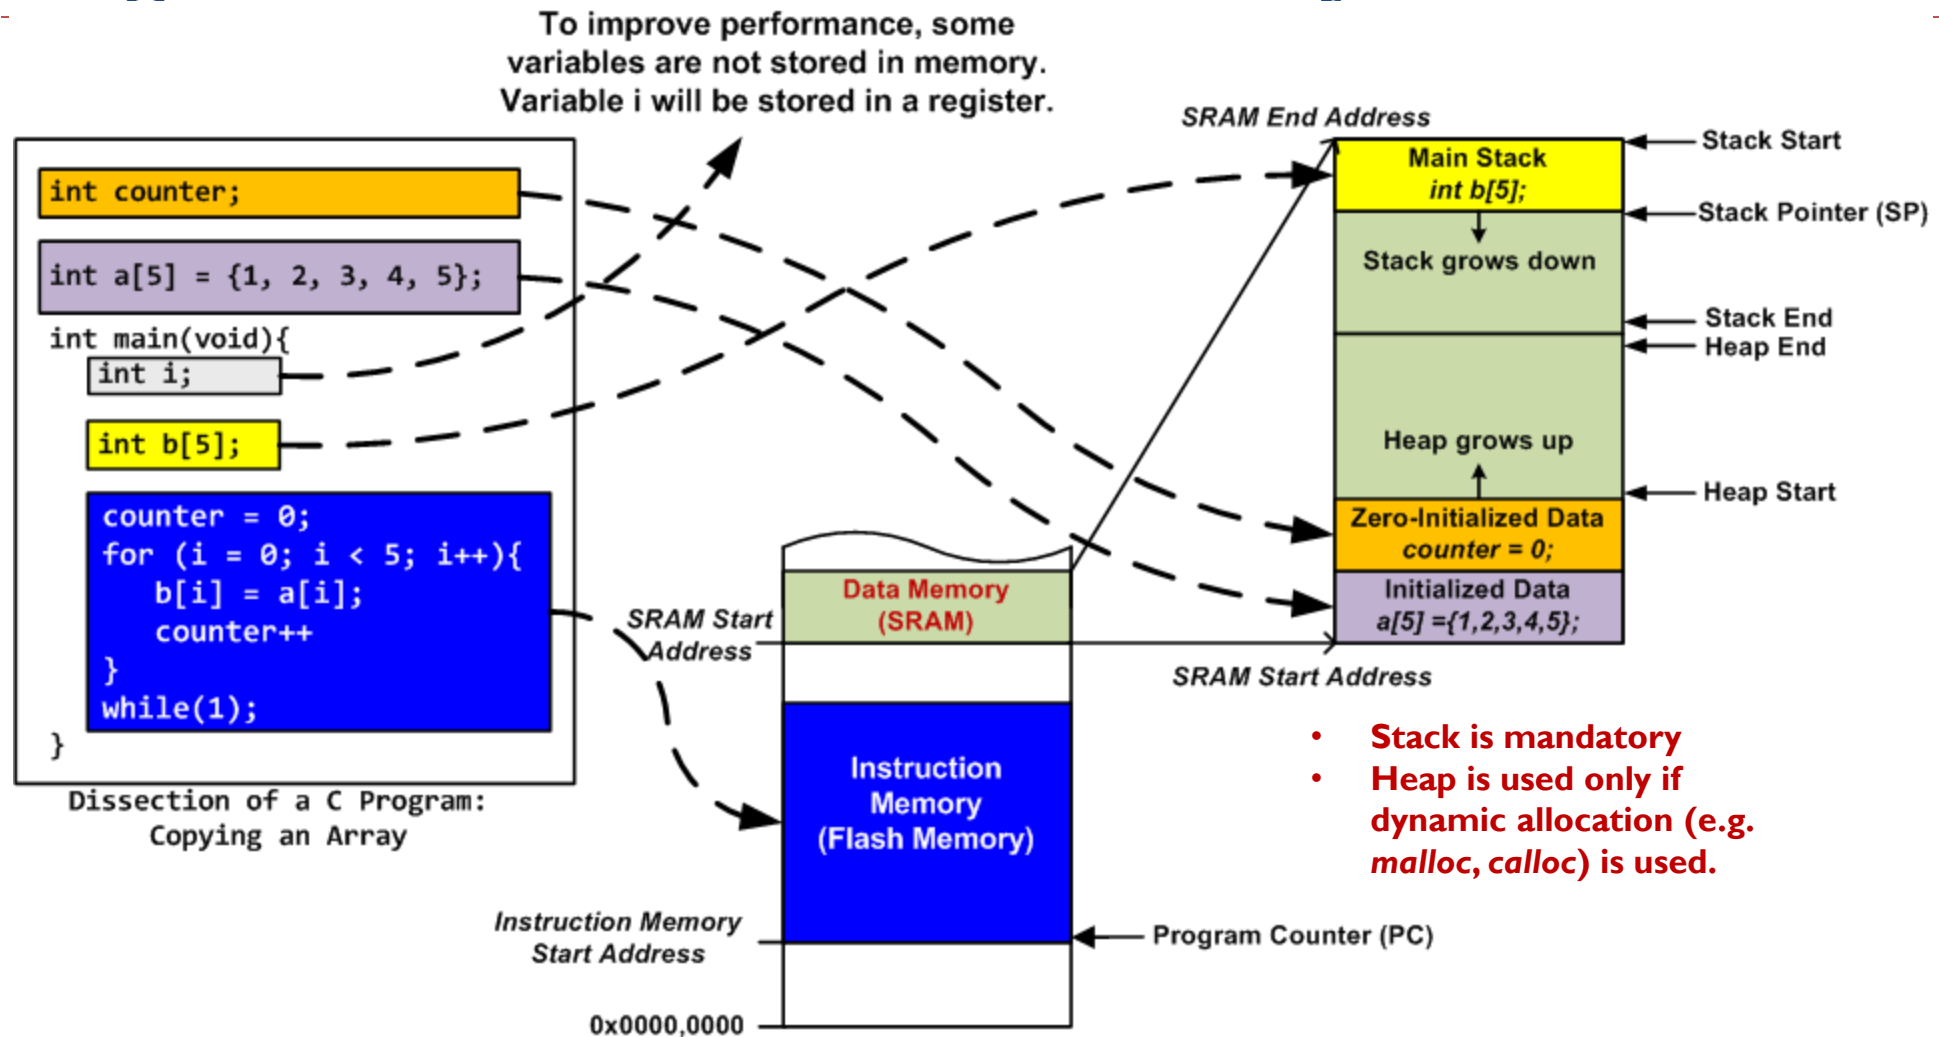 To improve performance, some
variables are not stored in memory.
Variable i will be stored in a register.
int counter;
int a[5] = {1, 2, 3, 4, 5};
int main(void){
int i;
int b[5];
counter = 0;
for (i = 0; i < 5; i++){
b[i] = a[i];
counter++
}
while(1);
}
Dissection of a C Program:
Copying an Array
SRAM End Address
Main Stack
int b[5];
Stack grows down
Heap grows up
Zero-Initialized Data
counter = 0;
Initialized Data
a[5] ={1,2,3,4,5};
Stack Start
Stack Pointer (SP)
Stack End
Heap End
Heap Start
SRAM Start Address
Data Memory
(SRAM)
SRAM Start
Address
Instruction
Memory
(Flash Memory)
Instruction Memory
Start Address
Program Counter (PC)
0x0000,0000
• Stack is mandatory
• Heap is used only if
dynamic allocation (e.g.
malloc, calloc) is used.